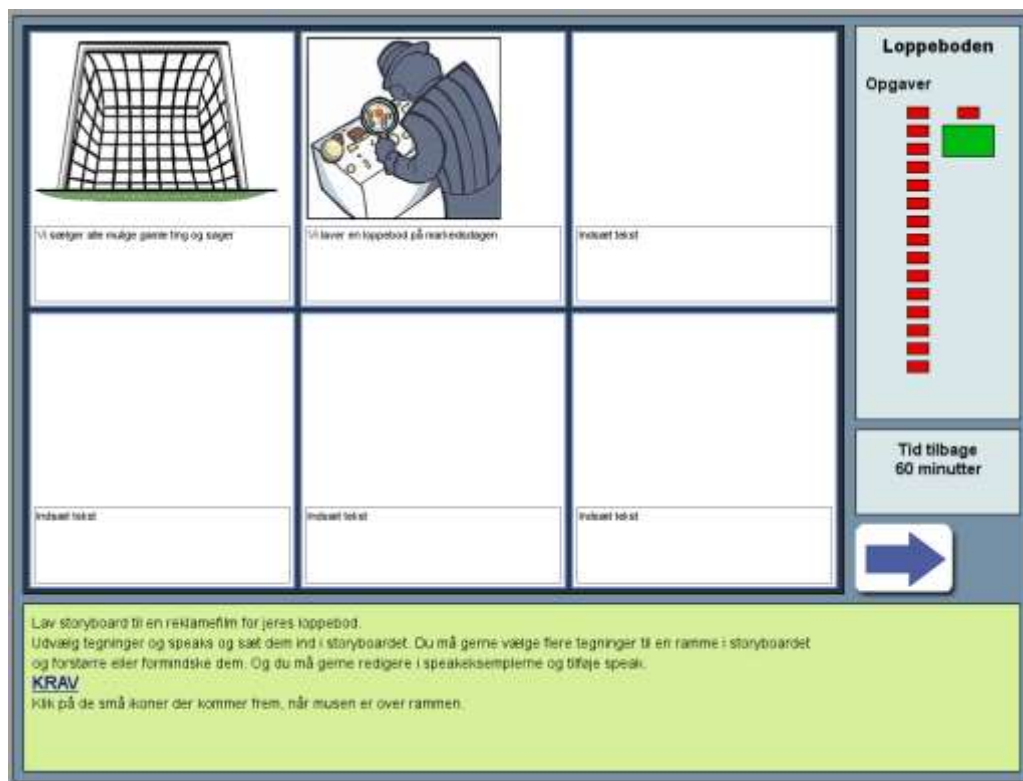 Loppeboden
Opgaver
Vi sælger alle mulige gamle ting og sager
Vi laver en loppebod på markedsdagen
Indsæt tekst
Indsæt tekst
Indsæt tekst
Indsæt tekst
Tid tilbage
60 minutter
Lav storyboard til en reklamefilm for jeres loppebod.
Udvælg tegninger og speaks og sæt dem ind i storyboardet. Du må gerne vælge flere tegninger til en ramme i storyboardet
og forstørre eller formindske dem. Og du må gerne redigere i speakeksemplerne og tilføje speak.
KRAV
Klik på de små ikoner der kommer frem, når musen er over rammen.